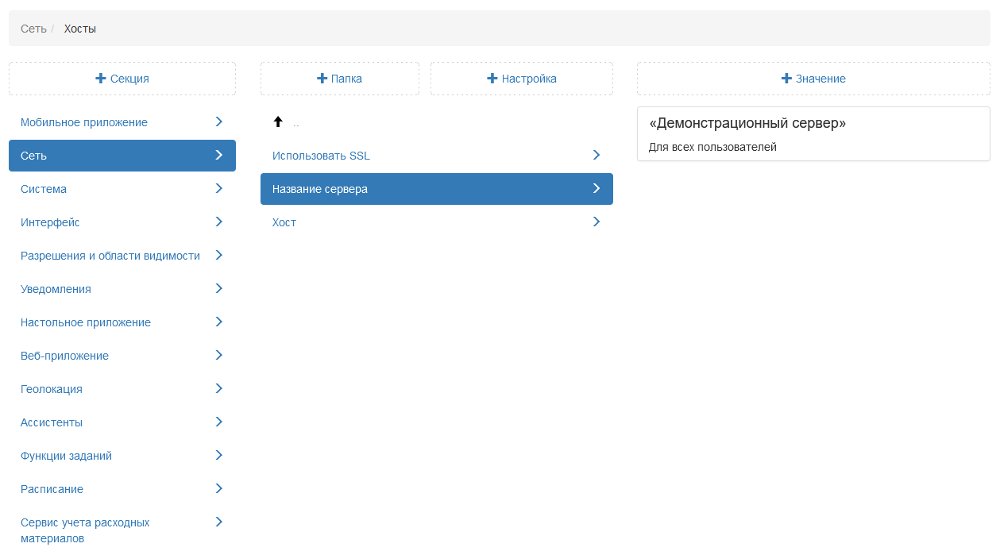 Сеть / Хосты
Секция
Папка
Настройка
Значение
Мобильное приложение
Сеть
Система
Интерфейс
Разрешения и области видимости
Уведомления
Настольное приложение
Веб-приложение
Геолокация
Ассистенты
Функции заданий
Расписание
Сервис учета расходных
материалов
..
Использовать SSL
Название сервера
Хост
«Демонстрационный сервер»
Для всех пользователей